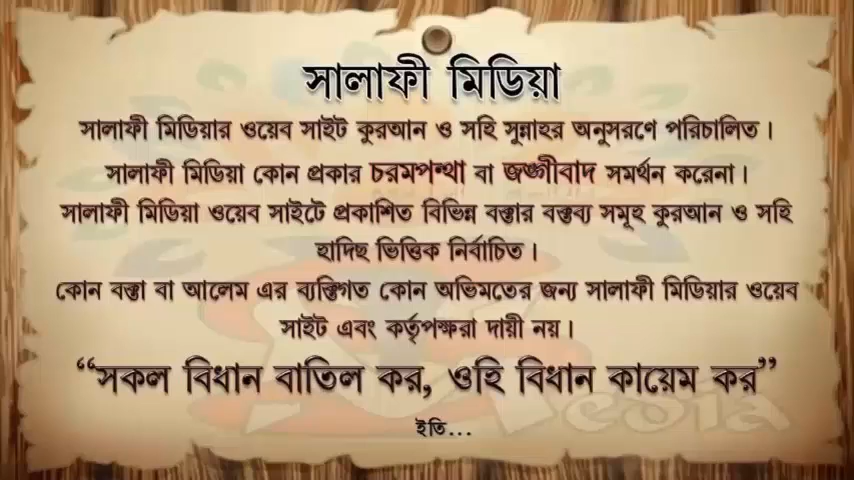 সালাফী মিডিয়া
সালাফী মিডিয়ার ওয়েব সাইট কুরআন ও সহি সুন্নাহর অনুসরণে পরিচালিত।
সালাফী মিডিয়া কোন প্রকার চরমপন্থা বা জঙ্গীবাদ সমর্থন করেনা।
সালাফী মিডিয়া ওয়েব সাইটে প্রকাশিত বিভিন্ন বক্তার বক্তব্য সমূহ কুরআন ও সহি
হাদিছ ভিত্তিক নির্বাচিত।
কোন বক্তা বা আলেম এর ব্যক্তিগত কোন অভিমতের জন্য সালাফী মিডিয়ার ওয়েব
সাইট এবং কর্তৃপক্ষরা দায়ী নয়।
“সকল বিধান বাতিল কর, ওহি বিধান কায়েম কর”
ইতি...